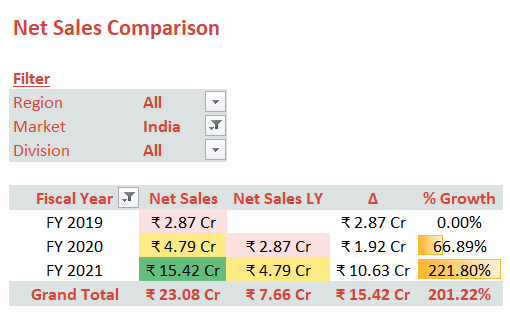 Net Sales Comparison
Filter
Region All
Market India
Division All
Fiscal Year Net Sales Net Sales LY Δ % Growth
FY 2019 ₹ 2.87 Cr ₹ 2.87 Cr 0.00%
FY 2020 ₹ 4.79 Cr ₹ 2.87 Cr ₹ 1.92 Cr 66.89%
FY 2021 ₹ 15.42 Cr ₹ 4.79 Cr ₹ 10.63 Cr 221.80%
Grand Total ₹ 23.08 Cr ₹ 7.66 Cr ₹ 15.42 Cr 201.22%